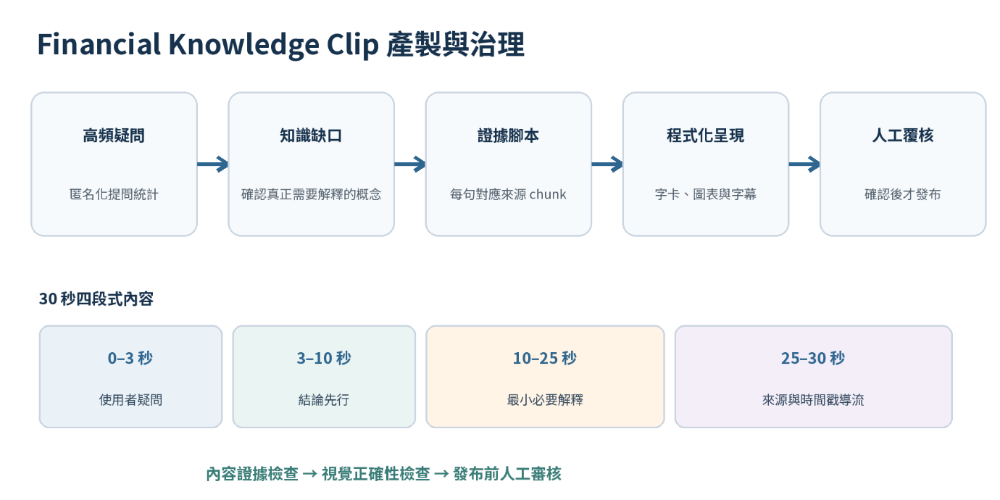 Financial Knowledge Clip 產製與治理
高頻疑問
匿名化提問統計
知識缺口
確認真正需要解釋的概念
證據腳本
每句對應來源 chunk
程式化呈現
字卡、圖表與字幕
人工覆核
確認後才發布
30 秒四段式內容
0–3 秒
使用者疑問
3–10 秒
結論先行
10–25 秒
最小必要解釋
25–30 秒
來源與時間戳導流
內容證據檢查 → 視覺正確性檢查 → 發布前人工審核